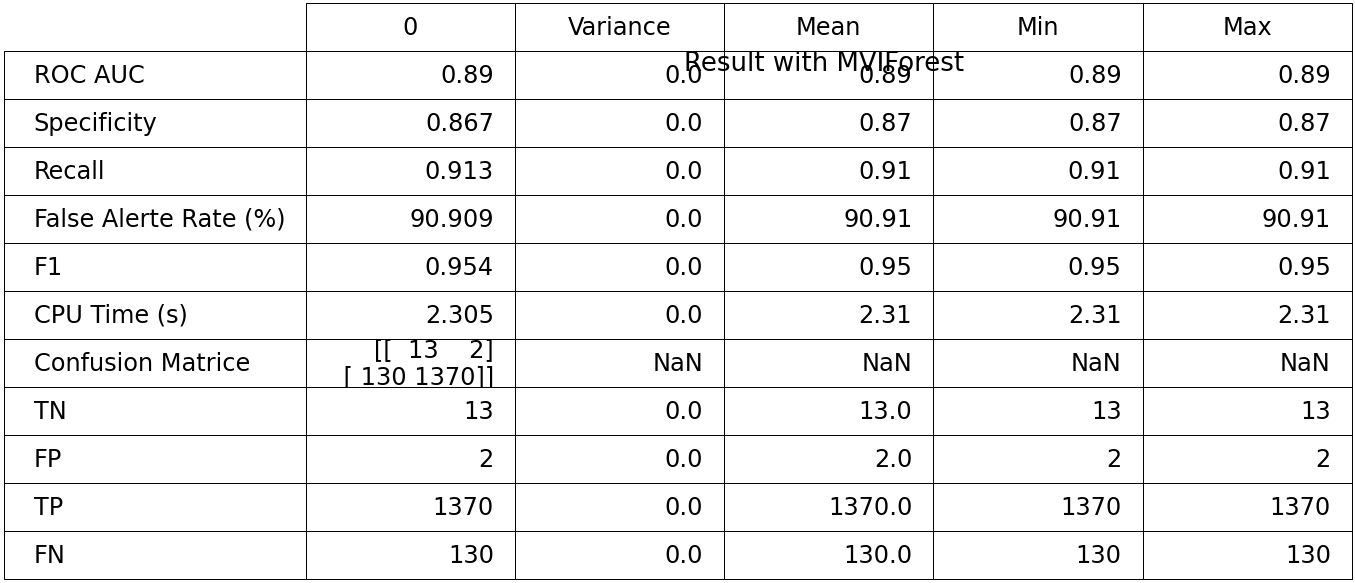 0 Variance Mean Min Max
Result with MVIForest
ROC AUC 0.89 0.0 0.89 0.89 0.89
Specificity 0.867 0.0 0.87 0.87 0.87
Recall 0.913 0.0 0.91 0.91 0.91
False Alerte Rate (%) 90.909 0.0 90.91 90.91 90.91
F1 0.954 0.0 0.95 0.95 0.95
CPU Time (s) 2.305 0.0 2.31 2.31 2.31
Confusion Matrice [[ 13 2] NaN NaN NaN NaN
[ 130 1370]]
TN 13 0.0 13.0 13 13
FP 2 0.0 2.0 2 2
TP 1370 0.0 1370.0 1370 1370
FN 130 0.0 130.0 130 130